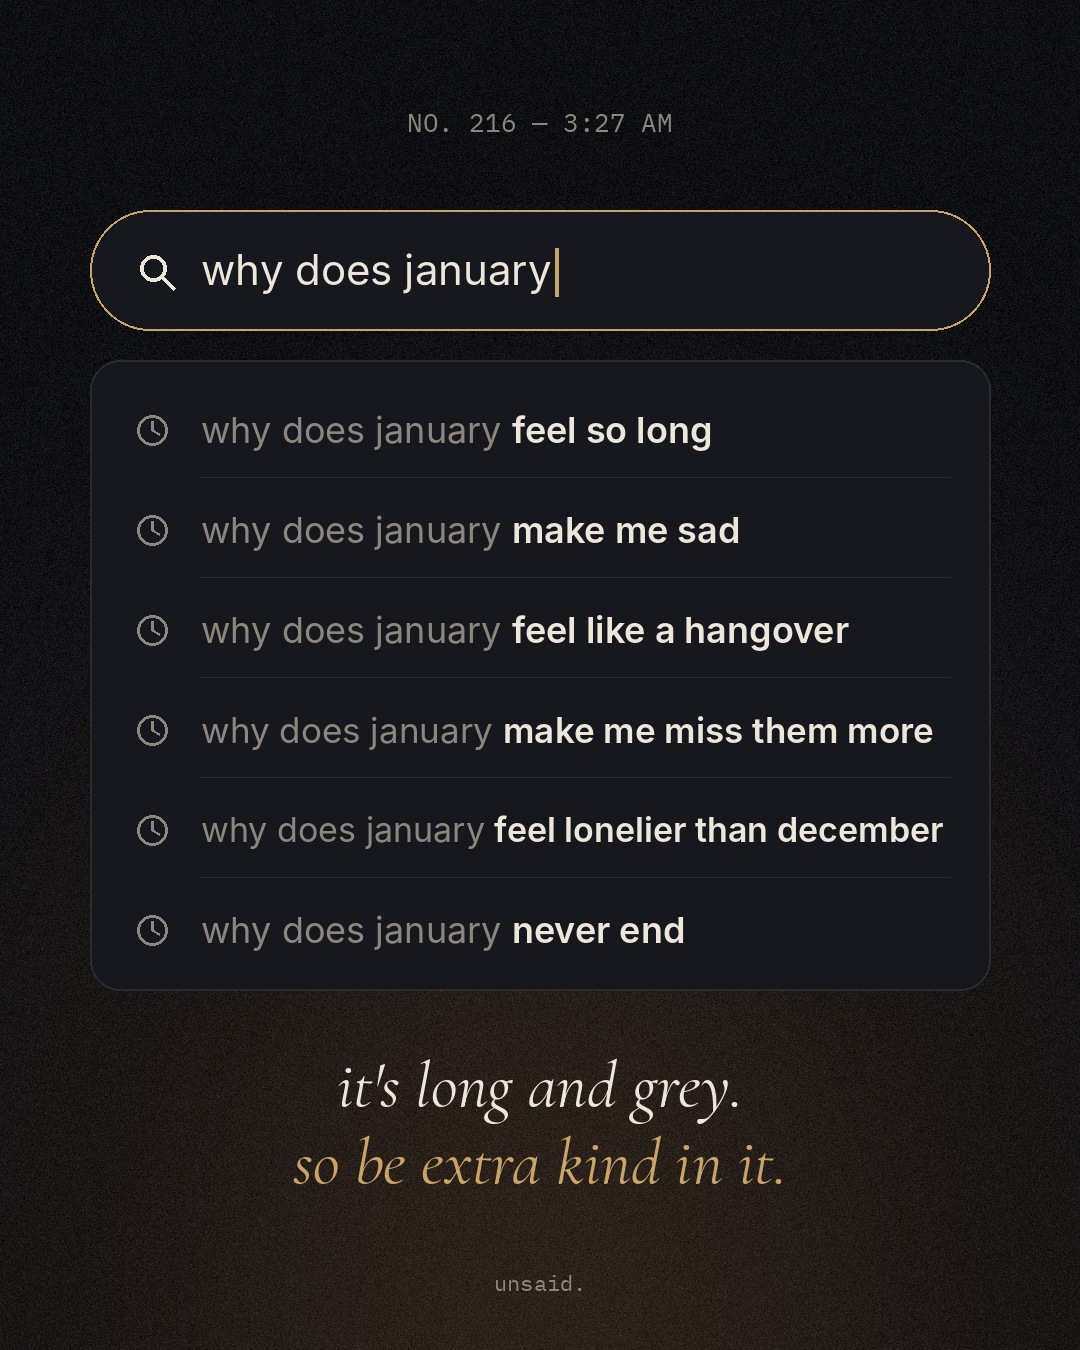 NO. 216 — 3:27 AM
why does january
why does january feel so long
why does january make me sad
why does january feel like a hangover
why does january make me miss them more
why does january feel lonelier than december
why does january never end
it's long and grey.
so be extra kind in it.
unsaid.